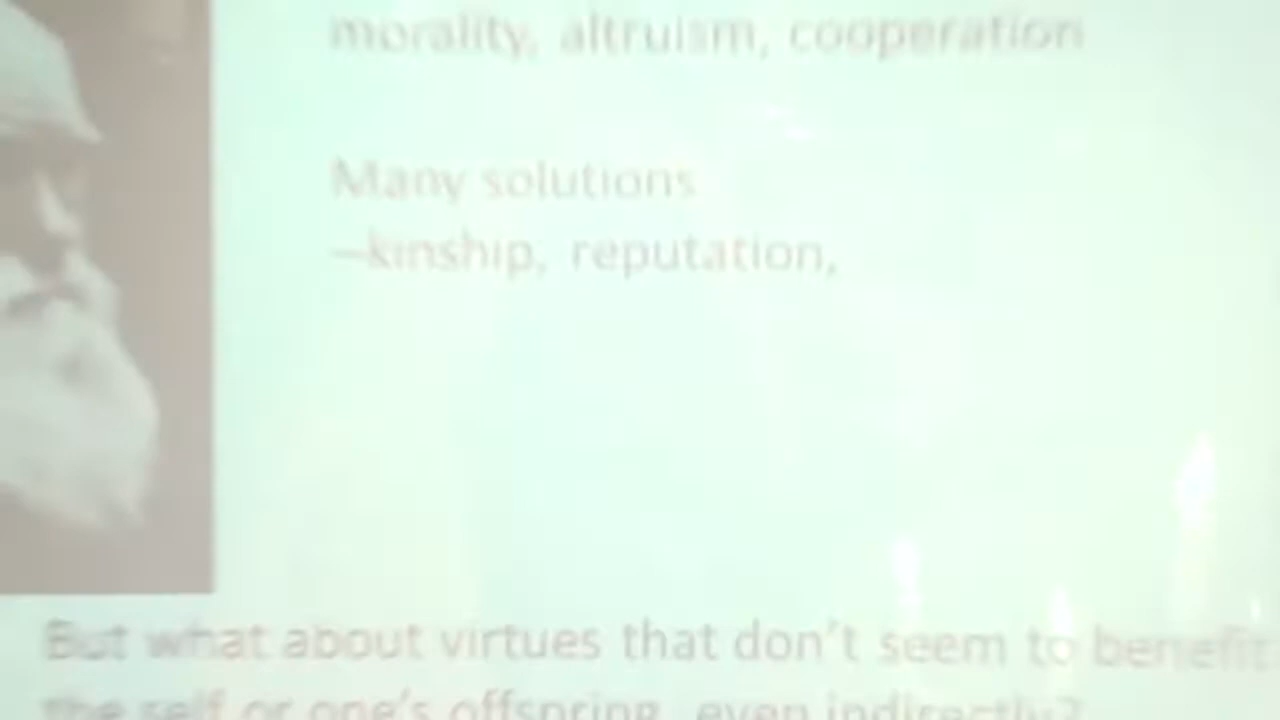 morality, altruism, cooperation
Many solutions
–kinship, reputation,
But what about virtues that don't seem to benefit
the self or one's offspring, even indirectly?